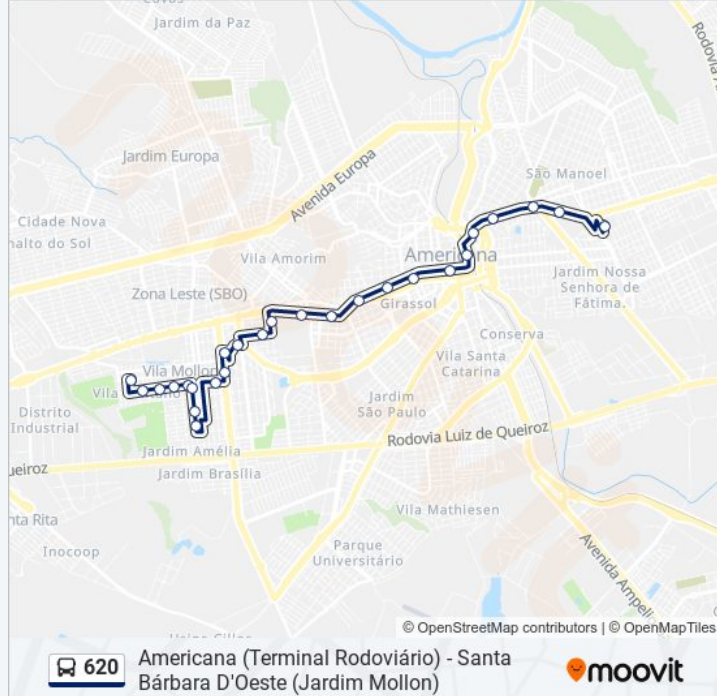 Jardim da Paz
Rodovia
Jardim Europa
Avenida Europa
São Manoel
Cidade Nova
nalto do Sol
Vila Amorim
Americana
Jardim Nossa
Senhora de
Fátima.
Zona Leste (SBO)
Girassol
Conserva
Vila Santa
Catarina
Vila Mollon
Vila
Distrito
Industrial
Jardim
São Paulo
Rodovia Luiz de Queiroz
Jardim Amélia
Jardim Brasília
ueiroz
nta Rita
Vila Mathiesen
Inocoop
Parque
Universitário
Avenida Ampeli
© OpenStreetMap contributors | © OpenMapTiles
620
Americana (Terminal Rodoviário) - Santa
Bárbara D'Oeste (Jardim Mollon)
moovit